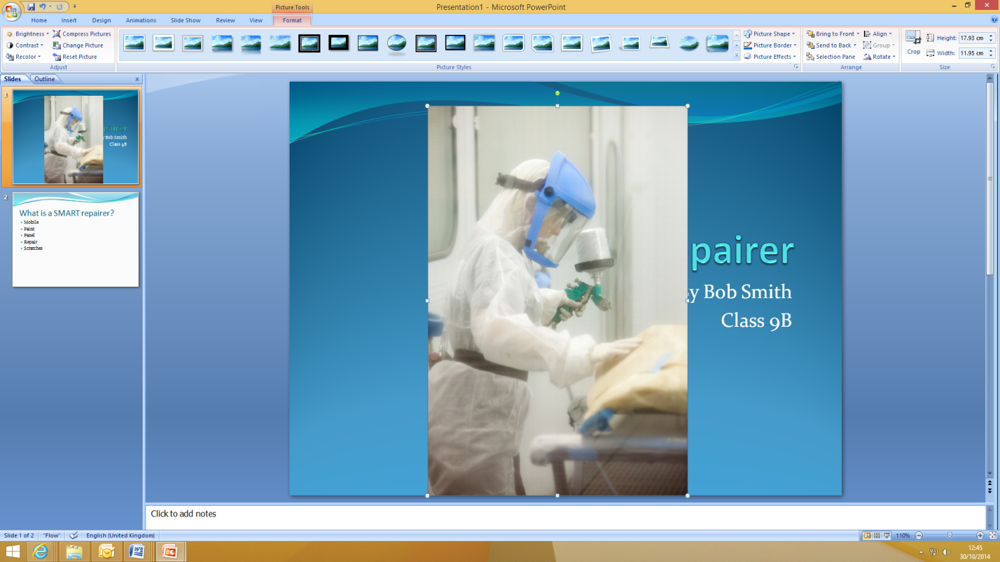 Picture Tools
Presentation1 - Microsoft PowerPoint
Home Insert Design Animations Slide Show Review View Format
Brightness Compress Pictures
Contrast Change Picture
Recolor Reset Picture
Adjust
Picture Shape
Picture Border
Picture Effects
Picture Styles
Bring to Front Align
Send to Back Group
Selection Pane Rotate
Arrange
Crop
Height: 17.93 cm
Width: 11.95 cm
Size
Slides Outline
1
pairer
y Bob Smith
Class 9B
2
What is a SMART repairer?
Mobile
Paint
Panel
Repair
Scratches
pairer
y Bob Smith
Class 9B
Click to add notes
Slide 1 of 2 "Flow" English (United Kingdom) 110%
12:45
30/10/2014